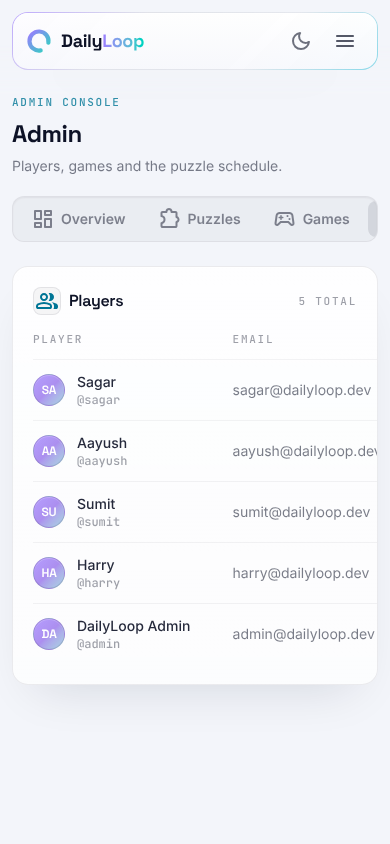 DailyLoop
ADMIN CONSOLE
Admin
Players, games and the puzzle schedule.
Overview Puzzles Games
Players 5 TOTAL
PLAYER EMAIL
SA Sagar sagar@dailyloop.dev
@sagar
AA Aayush aayush@dailyloop.dev
@aayush
SU Sumit sumit@dailyloop.dev
@sumit
HA Harry harry@dailyloop.dev
@harry
DA DailyLoop Admin admin@dailyloop.dev
@admin